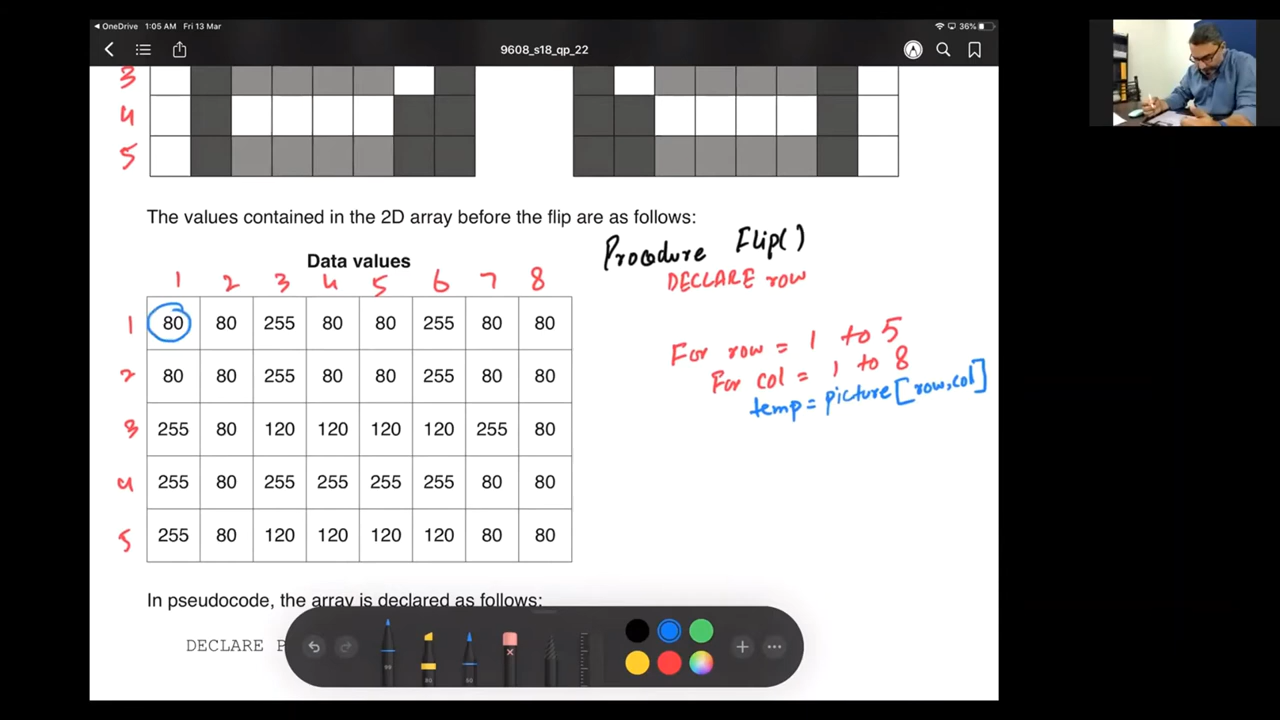 OneDrive 1:05 AM Fri 13 Mar 36%
9608_s18_qp_22
3
4
5
The values contained in the 2D array before the flip are as follows:
Data values
1 2 3 4 5 6 7 8
1 80 80 255 80 80 255 80 80
2 80 80 255 80 80 255 80 80
3 255 80 120 120 120 120 255 80
4 255 80 255 255 255 255 80 80
5 255 80 120 120 120 120 80 80
Procedure Flip()
DECLARE row
For row = 1 to 5
For col = 1 to 8
temp = picture[row,col]
In pseudocode, the array is declared as follows:
DECLARE P